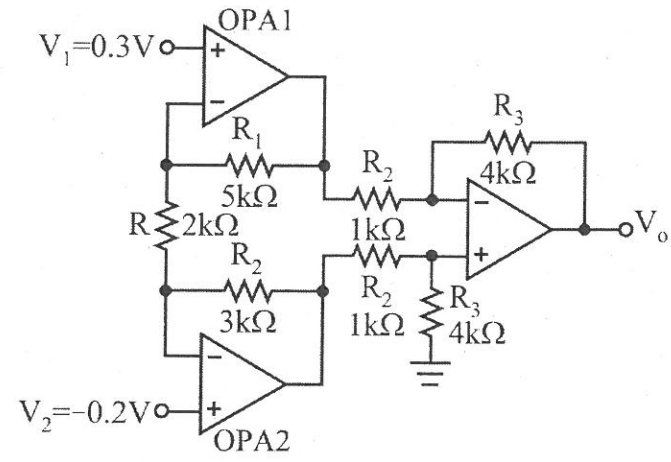 OPA1
V₁=0.3V
+
−
R₁
5kΩ
R₃
4kΩ
R₂
1kΩ
−
+
Vₒ
R 2kΩ
R₂
3kΩ
R₂
1kΩ
R₃
4kΩ
−
+
V₂=−0.2V
OPA2